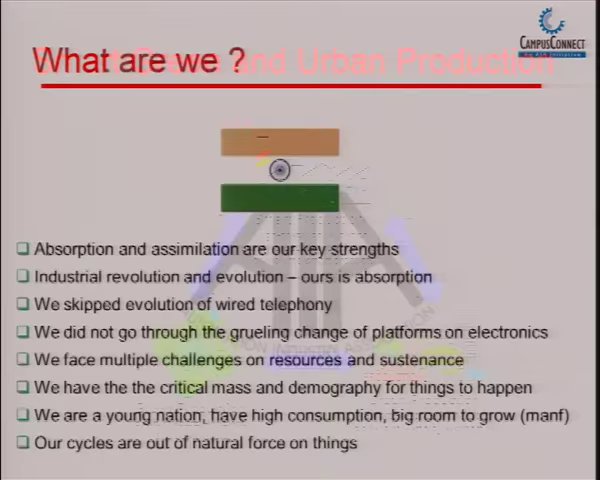 What are we ?
and Urban Production
CAMPUSCONNECT
Absorption and assimilation are our key strengths
Industrial revolution and evolution – ours is absorption
We skipped evolution of wired telephony
We did not go through the grueling change of platforms on electronics
We face multiple challenges on resources and sustenance
We have the the critical mass and demography for things to happen
We are a young nation, have high consumption, big room to grow (manf)
Our cycles are out of natural force on things